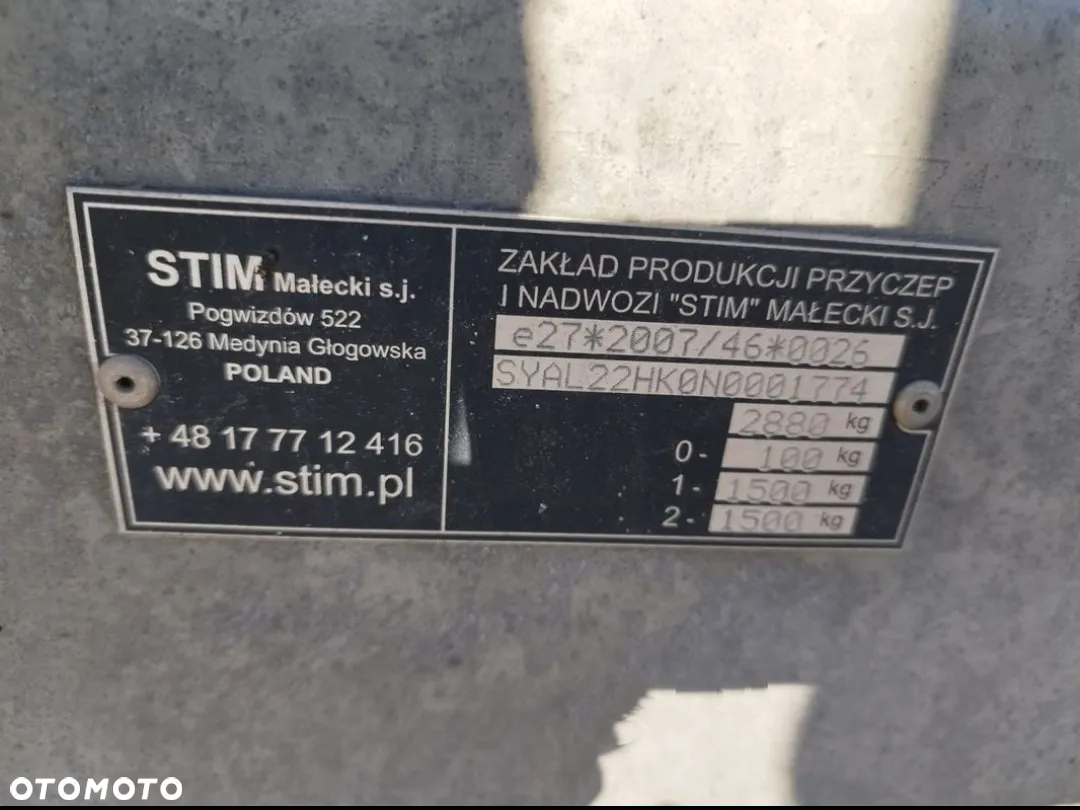 STIM Małecki s.j.
Pogwizdów 522
37-126 Medynia Głogowska
POLAND
+ 48 17 77 12 416
www.stim.pl
ZAKŁAD PRODUKCJI PRZYCZEP
I NADWOZI "STIM" MAŁECKI S.J.
e27*2007/46*0026
SYAL22HK0N0001774
2880 kg
0- 100 kg
1- 1500 kg
2- 1500 kg
OTOMOTO